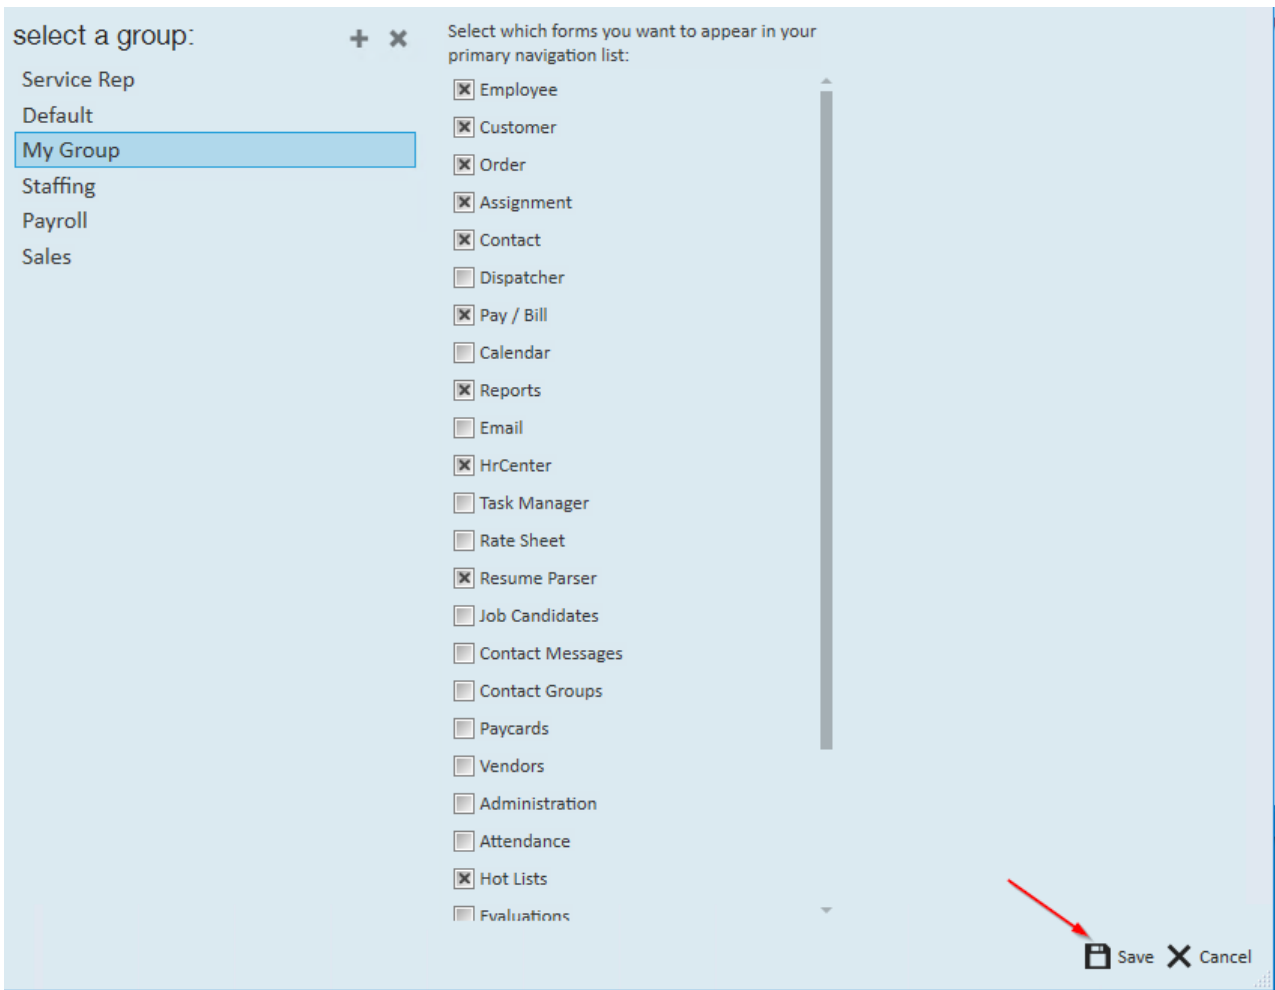 select a group:
Service Rep
Default
My Group
Staffing
Payroll
Sales
Select which forms you want to appear in your
primary navigation list:
Employee
Customer
Order
Assignment
Contact
Dispatcher
Pay / Bill
Calendar
Reports
Email
HrCenter
Task Manager
Rate Sheet
Resume Parser
Job Candidates
Contact Messages
Contact Groups
Paycards
Vendors
Administration
Attendance
Hot Lists
Evaluations
Save
Cancel